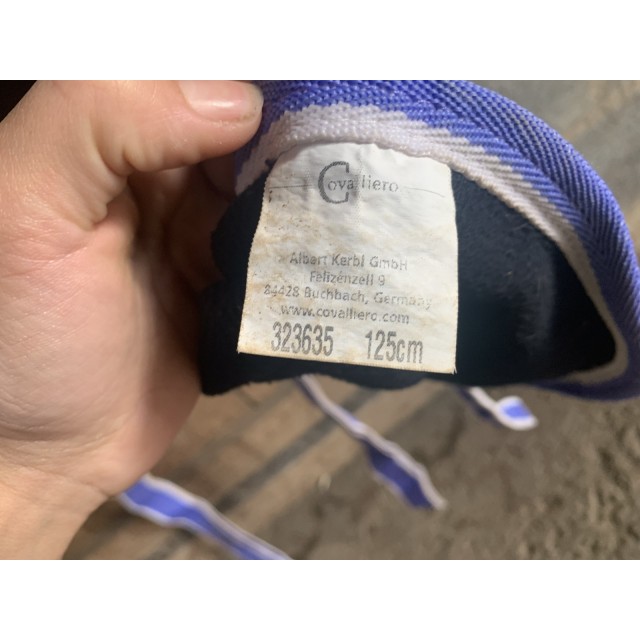 Covalliero
Albert Kerbl GmbH
Felizenzell 9
84428 Buchbach, Germany
www.covalliero.com
323635 125cm